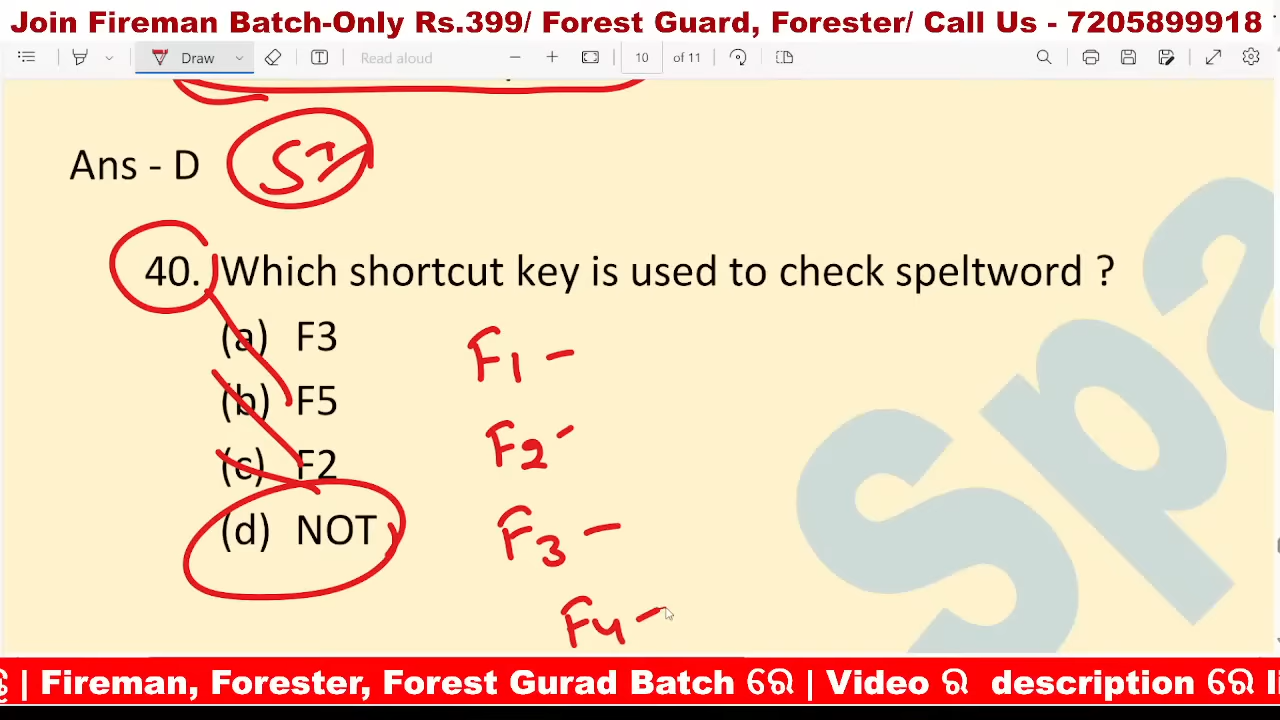 Join Fireman Batch-Only Rs.399/ Forest Guard, Forester/ Call Us - 7205899918
Draw
Read aloud
10 of 11
Ans - D
40. Which shortcut key is used to check speltword ?
(a) F3
(b) F5
(c) F2
(d) NOT
F1 -
F2 -
F3 -
F4 -
Spa
| Fireman, Forester, Forest Gurad Batch ରେ | Video ର description ରେ li